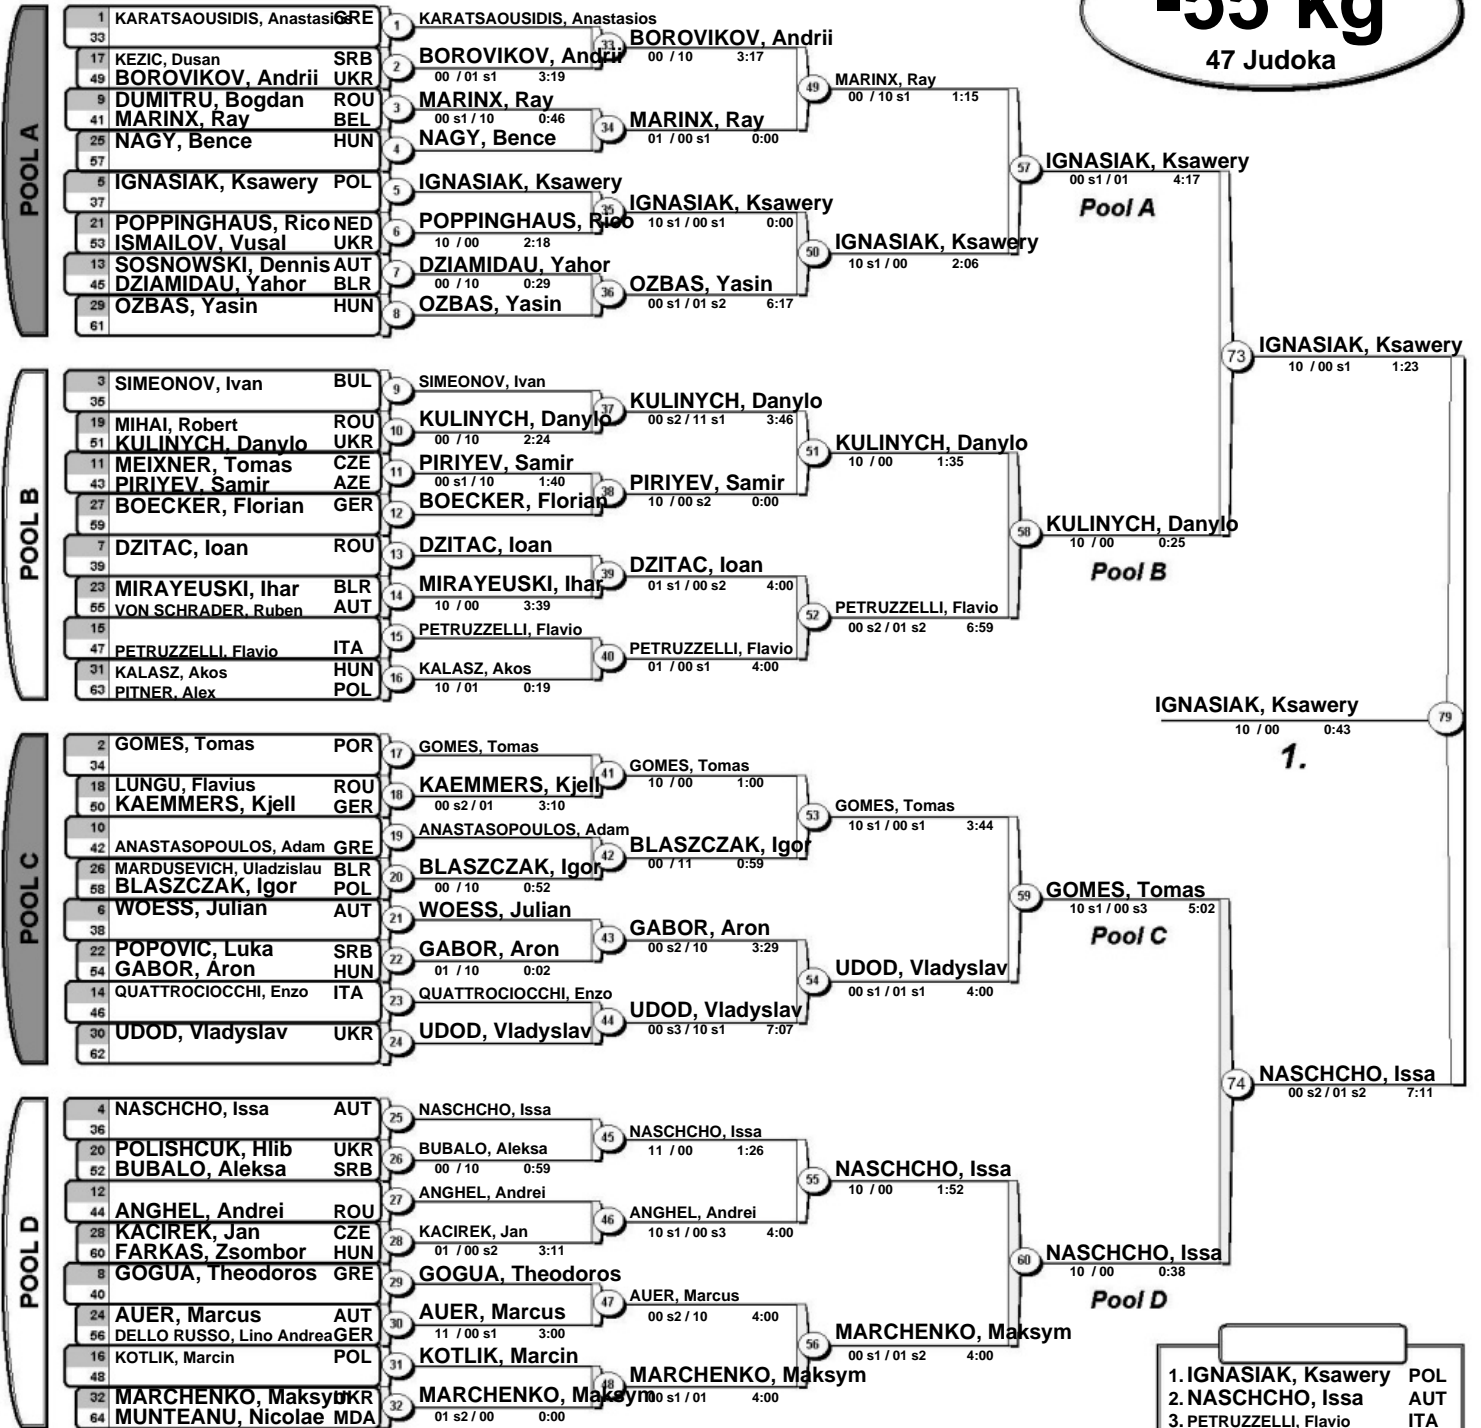 -55 kg
47 Judoka
POOL A
1 KARATSAOUSIDIS, Anastasios GRE
33
17 KEZIC, Dusan SRB
49 BOROVIKOV, Andrii UKR
9 DUMITRU, Bogdan ROU
41 MARINX, Ray BEL
25 NAGY, Bence HUN
57
5 IGNASIAK, Ksawery POL
37
21 POPPINGHAUS, Rico NED
53 ISMAILOV, Vusal UKR
13 SOSNOWSKI, Dennis AUT
45 DZIAMIDAU, Yahor BLR
29 OZBAS, Yasin HUN
61
1 KARATSAOUSIDIS, Anastasios
2 BOROVIKOV, Andrii
00 / 01 s1 3:19
3 MARINX, Ray
00 s1 / 10 0:46
4 NAGY, Bence
5 IGNASIAK, Ksawery
6 POPPINGHAUS, Rico
10 / 00 2:18
7 DZIAMIDAU, Yahor
00 / 10 0:29
8 OZBAS, Yasin
33 BOROVIKOV, Andrii
00 / 10 3:17
34 MARINX, Ray
01 / 00 s1 0:00
35 IGNASIAK, Ksawery
10 s1 / 00 s1 0:00
36 OZBAS, Yasin
00 s1 / 01 s2 6:17
49 MARINX, Ray
00 / 10 s1 1:15
50 IGNASIAK, Ksawery
10 s1 / 00 2:06
57 IGNASIAK, Ksawery
00 s1 / 01 4:17
Pool A
POOL B
3 SIMEONOV, Ivan BUL
35
19 MIHAI, Robert ROU
51 KULINYCH, Danylo UKR
11 MEIXNER, Tomas CZE
43 PIRIYEV, Samir AZE
27 BOECKER, Florian GER
59
7 DZITAC, Ioan ROU
39
23 MIRAYEUSKI, Ihar BLR
55 VON SCHRADER, Ruben AUT
15
47 PETRUZZELLI, Flavio ITA
31 KALASZ, Akos HUN
63 PITNER, Alex POL
9 SIMEONOV, Ivan
10 KULINYCH, Danylo
00 / 10 2:24
11 PIRIYEV, Samir
00 s1 / 10 1:40
12 BOECKER, Florian
13 DZITAC, Ioan
14 MIRAYEUSKI, Ihar
10 / 00 3:39
15 PETRUZZELLI, Flavio
16 KALASZ, Akos
10 / 01 0:19
37 KULINYCH, Danylo
00 s2 / 11 s1 3:46
38 PIRIYEV, Samir
10 / 00 s2 0:00
39 DZITAC, Ioan
01 s1 / 00 s2 4:00
40 PETRUZZELLI, Flavio
01 / 00 s1 4:00
51 KULINYCH, Danylo
10 / 00 1:35
52 PETRUZZELLI, Flavio
00 s2 / 01 s2 6:59
58 KULINYCH, Danylo
10 / 00 0:25
Pool B
73 IGNASIAK, Ksawery
10 / 00 s1 1:23
IGNASIAK, Ksawery 79
10 / 00 0:43
1.
POOL C
2 GOMES, Tomas POR
34
18 LUNGU, Flavius ROU
50 KAEMMERS, Kjell GER
10
42 ANASTASOPOULOS, Adam GRE
26 MARDUSEVICH, Uladzislau BLR
58 BLASZCZAK, Igor POL
6 WOESS, Julian AUT
38
22 POPOVIC, Luka SRB
54 GABOR, Aron HUN
14 QUATTROCIOCCHI, Enzo ITA
46
30 UDOD, Vladyslav UKR
62
17 GOMES, Tomas
18 KAEMMERS, Kjell
00 s2 / 01 3:10
19 ANASTASOPOULOS, Adam
20 BLASZCZAK, Igor
00 / 10 0:52
21 WOESS, Julian
22 GABOR, Aron
01 / 10 0:02
23 QUATTROCIOCCHI, Enzo
24 UDOD, Vladyslav
41 GOMES, Tomas
10 / 00 1:00
42 BLASZCZAK, Igor
00 / 11 0:59
43 GABOR, Aron
00 s2 / 10 3:29
44 UDOD, Vladyslav
00 s3 / 10 s1 7:07
53 GOMES, Tomas
10 s1 / 00 s1 3:44
54 UDOD, Vladyslav
00 s1 / 01 s1 4:00
59 GOMES, Tomas
10 s1 / 00 s3 5:02
Pool C
POOL D
4 NASCHCHO, Issa AUT
36
20 POLISHCUK, Hlib UKR
52 BUBALO, Aleksa SRB
12
44 ANGHEL, Andrei ROU
28 KACIREK, Jan CZE
60 FARKAS, Zsombor HUN
8 GOGUA, Theodoros GRE
40
24 AUER, Marcus AUT
56 DELLO RUSSO, Lino Andrea GER
16 KOTLIK, Marcin POL
48
32 MARCHENKO, Maksym UKR
64 MUNTEANU, Nicolae MDA
25 NASCHCHO, Issa
26 BUBALO, Aleksa
00 / 10 0:59
27 ANGHEL, Andrei
28 KACIREK, Jan
01 / 00 s2 3:11
29 GOGUA, Theodoros
30 AUER, Marcus
11 / 00 s1 3:00
31 KOTLIK, Marcin
32 MARCHENKO, Maksym
01 s2 / 00 0:00
45 NASCHCHO, Issa
11 / 00 1:26
46 ANGHEL, Andrei
10 s1 / 00 s3 4:00
47 AUER, Marcus
00 s2 / 10 4:00
48 MARCHENKO, Maksym
00 s1 / 01 4:00
55 NASCHCHO, Issa
10 / 00 1:52
56 MARCHENKO, Maksym
00 s1 / 01 s2 4:00
60 NASCHCHO, Issa
10 / 00 0:38
Pool D
74 NASCHCHO, Issa
00 s2 / 01 s2 7:11
1. IGNASIAK, Ksawery POL
2. NASCHCHO, Issa AUT
3. PETRUZZELLI, Flavio ITA